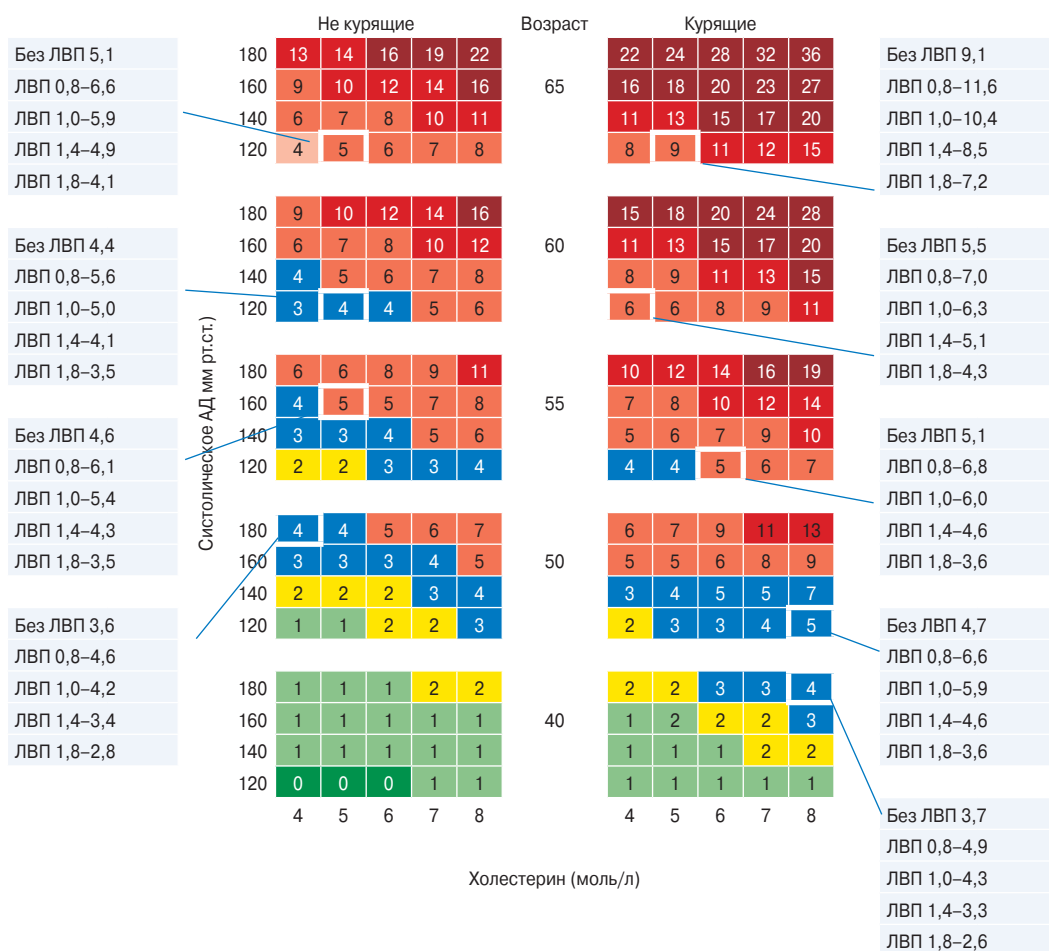 Не курящие Возраст Курящие
Без ЛВП 5,1
ЛВП 0,8–6,6
ЛВП 1,0–5,9
ЛВП 1,4–4,9
ЛВП 1,8–4,1
Без ЛВП 4,4
ЛВП 0,8–5,6
ЛВП 1,0–5,0
ЛВП 1,4–4,1
ЛВП 1,8–3,5
Без ЛВП 4,6
ЛВП 0,8–6,1
ЛВП 1,0–5,4
ЛВП 1,4–4,3
ЛВП 1,8–3,5
Без ЛВП 3,6
ЛВП 0,8–4,6
ЛВП 1,0–4,2
ЛВП 1,4–3,4
ЛВП 1,8–2,8
Систолическое АД мм рт.ст.)
180 13 14 16 19 22 22 24 28 32 36
160 9 10 12 14 16 65 16 18 20 23 27
140 6 7 8 10 11 11 13 15 17 20
120 4 5 6 7 8 8 9 11 12 15
180 9 10 12 14 16 15 18 20 24 28
160 6 7 8 10 12 60 11 13 15 17 20
140 4 5 6 7 8 8 9 11 13 15
120 3 4 4 5 6 6 6 8 9 11
180 6 6 8 9 11 10 12 14 16 19
160 4 5 5 7 8 55 7 8 10 12 14
140 3 3 4 5 6 5 6 7 9 10
120 2 2 3 3 4 4 4 5 6 7
180 4 4 5 6 7 6 7 9 11 13
160 3 3 3 4 5 50 5 5 6 8 9
140 2 2 2 3 4 3 4 5 5 7
120 1 1 2 2 3 2 3 3 4 5
180 1 1 1 2 2 2 2 3 3 4
160 1 1 1 1 1 40 1 2 2 2 3
140 1 1 1 1 1 1 1 1 2 2
120 0 0 0 1 1 1 1 1 1 1
4 5 6 7 8 4 5 6 7 8
Холестерин (моль/л)
Без ЛВП 9,1
ЛВП 0,8–11,6
ЛВП 1,0–10,4
ЛВП 1,4–8,5
ЛВП 1,8–7,2
Без ЛВП 5,5
ЛВП 0,8–7,0
ЛВП 1,0–6,3
ЛВП 1,4–5,1
ЛВП 1,8–4,3
Без ЛВП 5,1
ЛВП 0,8–6,8
ЛВП 1,0–6,0
ЛВП 1,4–4,6
ЛВП 1,8–3,6
Без ЛВП 4,7
ЛВП 0,8–6,6
ЛВП 1,0–5,9
ЛВП 1,4–4,6
ЛВП 1,8–3,6
Без ЛВП 3,7
ЛВП 0,8–4,9
ЛВП 1,0–4,3
ЛВП 1,4–3,3
ЛВП 1,8–2,6